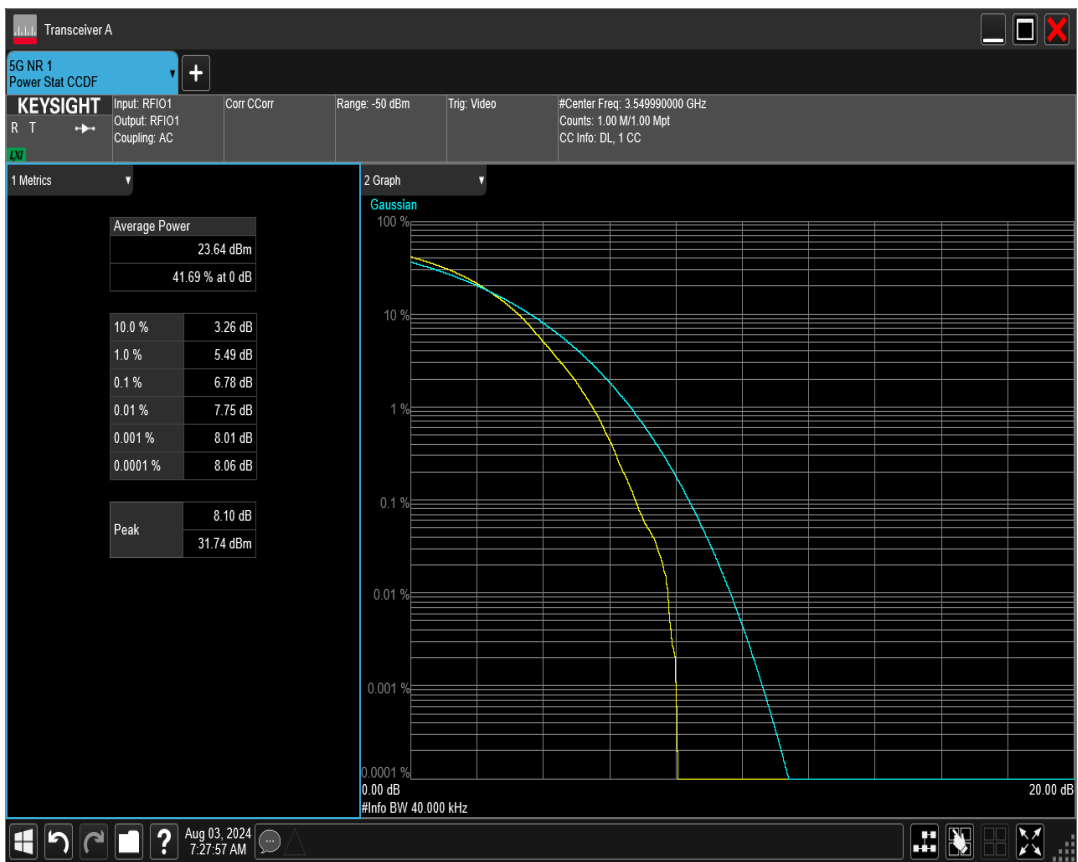 Transceiver A
5G NR 1
Power Stat CCDF
+
KEYSIGHT
R T
LXI
Input: RFIO1
Output: RFIO1
Coupling: AC
Corr CCorr
Range: -50 dBm
Trig: Video
#Center Freq: 3.549990000 GHz
Counts: 1.00 M/1.00 Mpt
CC Info: DL, 1 CC
1 Metrics
Average Power
23.64 dBm
41.69 % at 0 dB
10.0 % 3.26 dB
1.0 % 5.49 dB
0.1 % 6.78 dB
0.01 % 7.75 dB
0.001 % 8.01 dB
0.0001 % 8.06 dB
Peak
8.10 dB
31.74 dBm
2 Graph
Gaussian
100 %
10 %
1 %
0.1 %
0.01 %
0.001 %
0.0001 %
0.00 dB 20.00 dB
#Info BW 40.000 kHz
?
Aug 03, 2024
7:27:57 AM